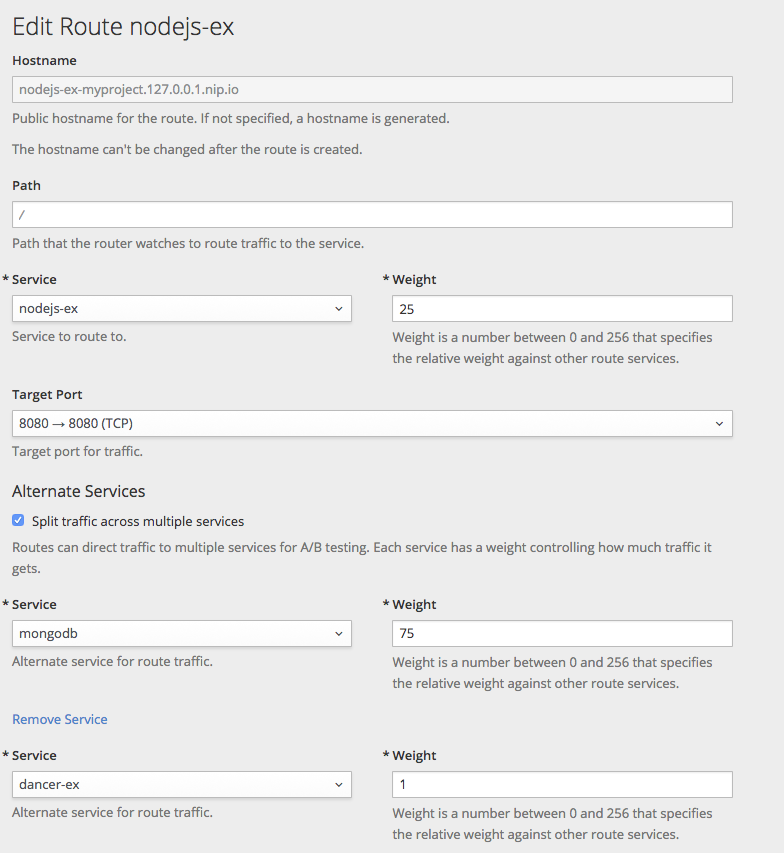 Edit Route nodejs-ex
Hostname
nodejs-ex-myproject.127.0.0.1.nip.io
Public hostname for the route. If not specified, a hostname is generated.
The hostname can't be changed after the route is created.
Path
/
Path that the router watches to route traffic to the service.
* Service
nodejs-ex
Service to route to.
* Weight
25
Weight is a number between 0 and 256 that specifies
the relative weight against other route services.
Target Port
8080 → 8080 (TCP)
Target port for traffic.
Alternate Services
Split traffic across multiple services
Routes can direct traffic to multiple services for A/B testing. Each service has a weight controlling how much traffic it
gets.
* Service
mongodb
Alternate service for route traffic.
* Weight
75
Weight is a number between 0 and 256 that specifies
the relative weight against other route services.
Remove Service
* Service
dancer-ex
Alternate service for route traffic.
* Weight
1
Weight is a number between 0 and 256 that specifies
the relative weight against other route services.